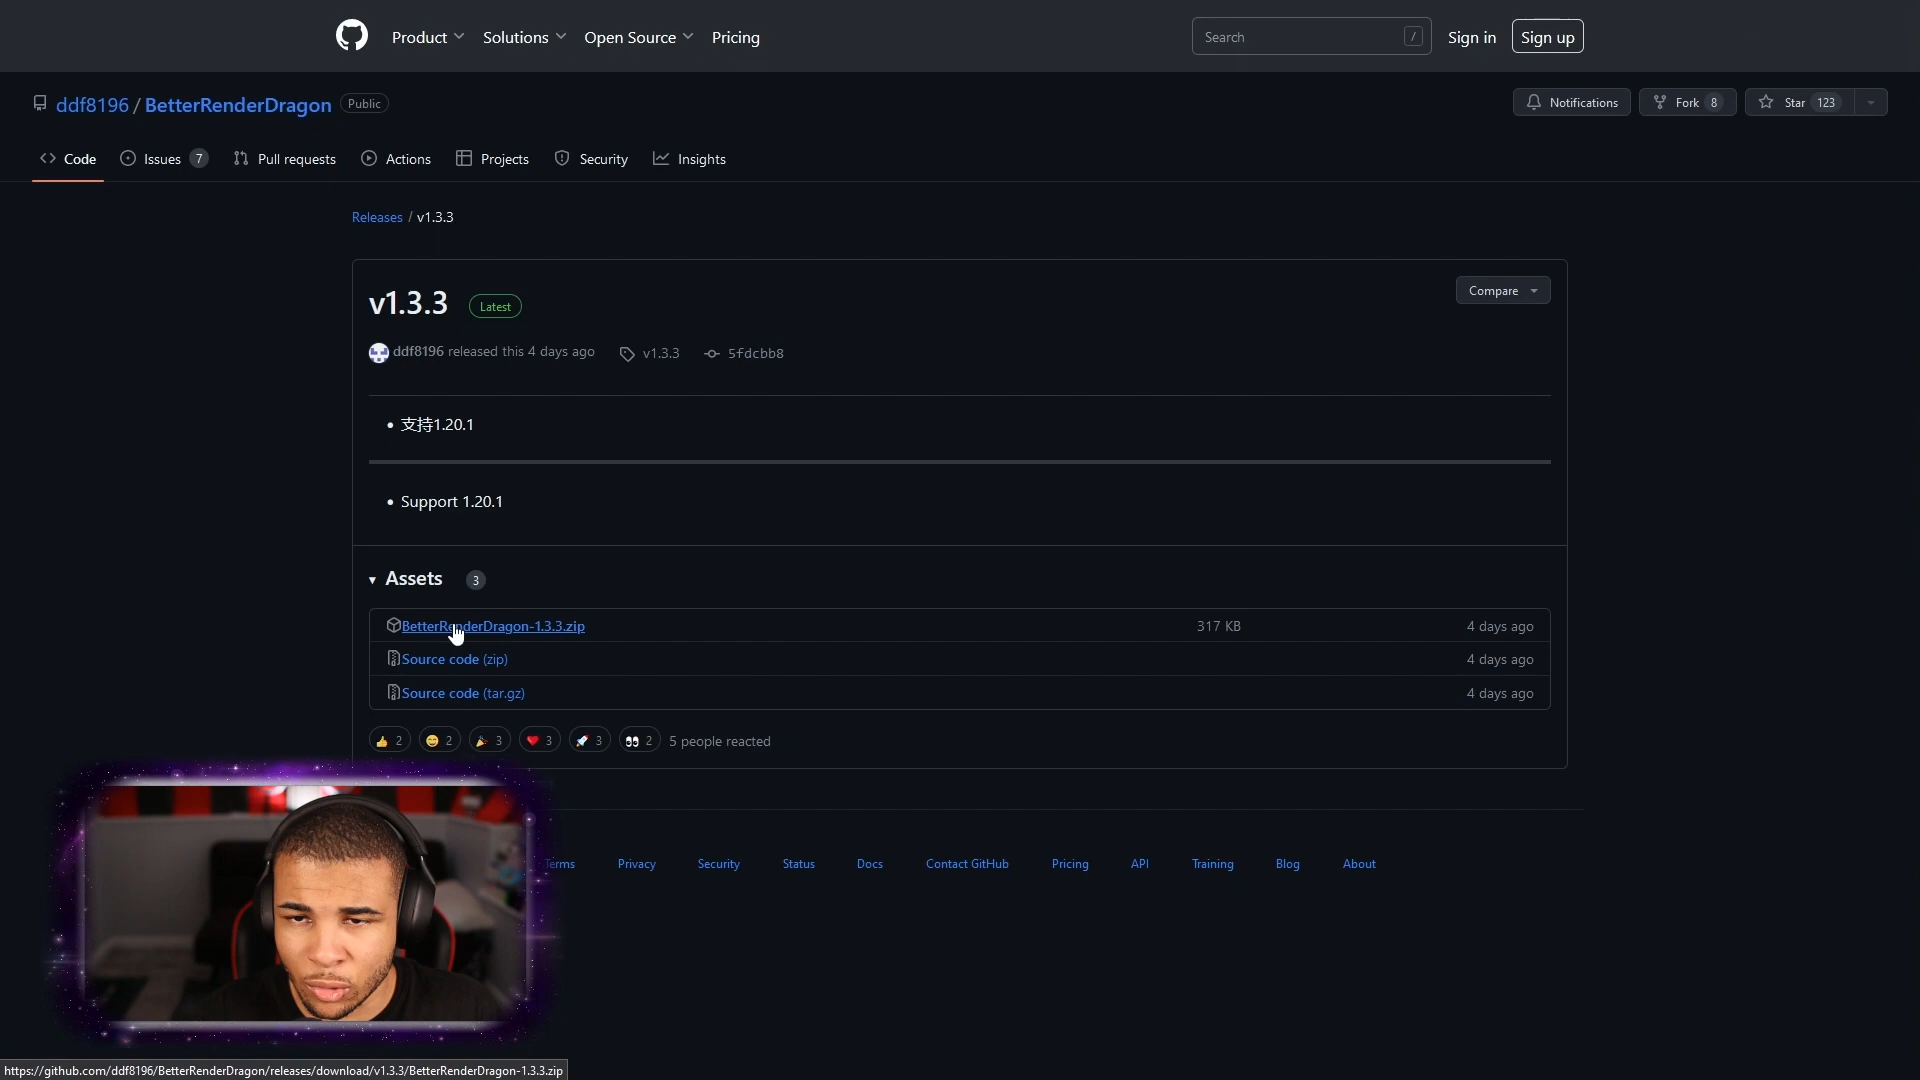 Product Solutions Open Source Pricing Search / Sign in Sign up
ddf8196 / BetterRenderDragon Public Notifications Fork 8 Star 123
Code Issues 7 Pull requests Actions Projects Security Insights
Releases / v1.3.3
v1.3.3 Latest Compare
ddf8196 released this 4 days ago v1.3.3 5fdcbb8
• 支持1.20.1
• Support 1.20.1
Assets 3
BetterRenderDragon-1.3.3.zip 317 KB 4 days ago
Source code (zip) 4 days ago
Source code (tar.gz) 4 days ago
2 2 3 3 3 2 5 people reacted
Terms Privacy Security Status Docs Contact GitHub Pricing API Training Blog About
https://github.com/ddf8196/BetterRenderDragon/releases/download/v1.3.3/BetterRenderDragon-1.3.3.zip